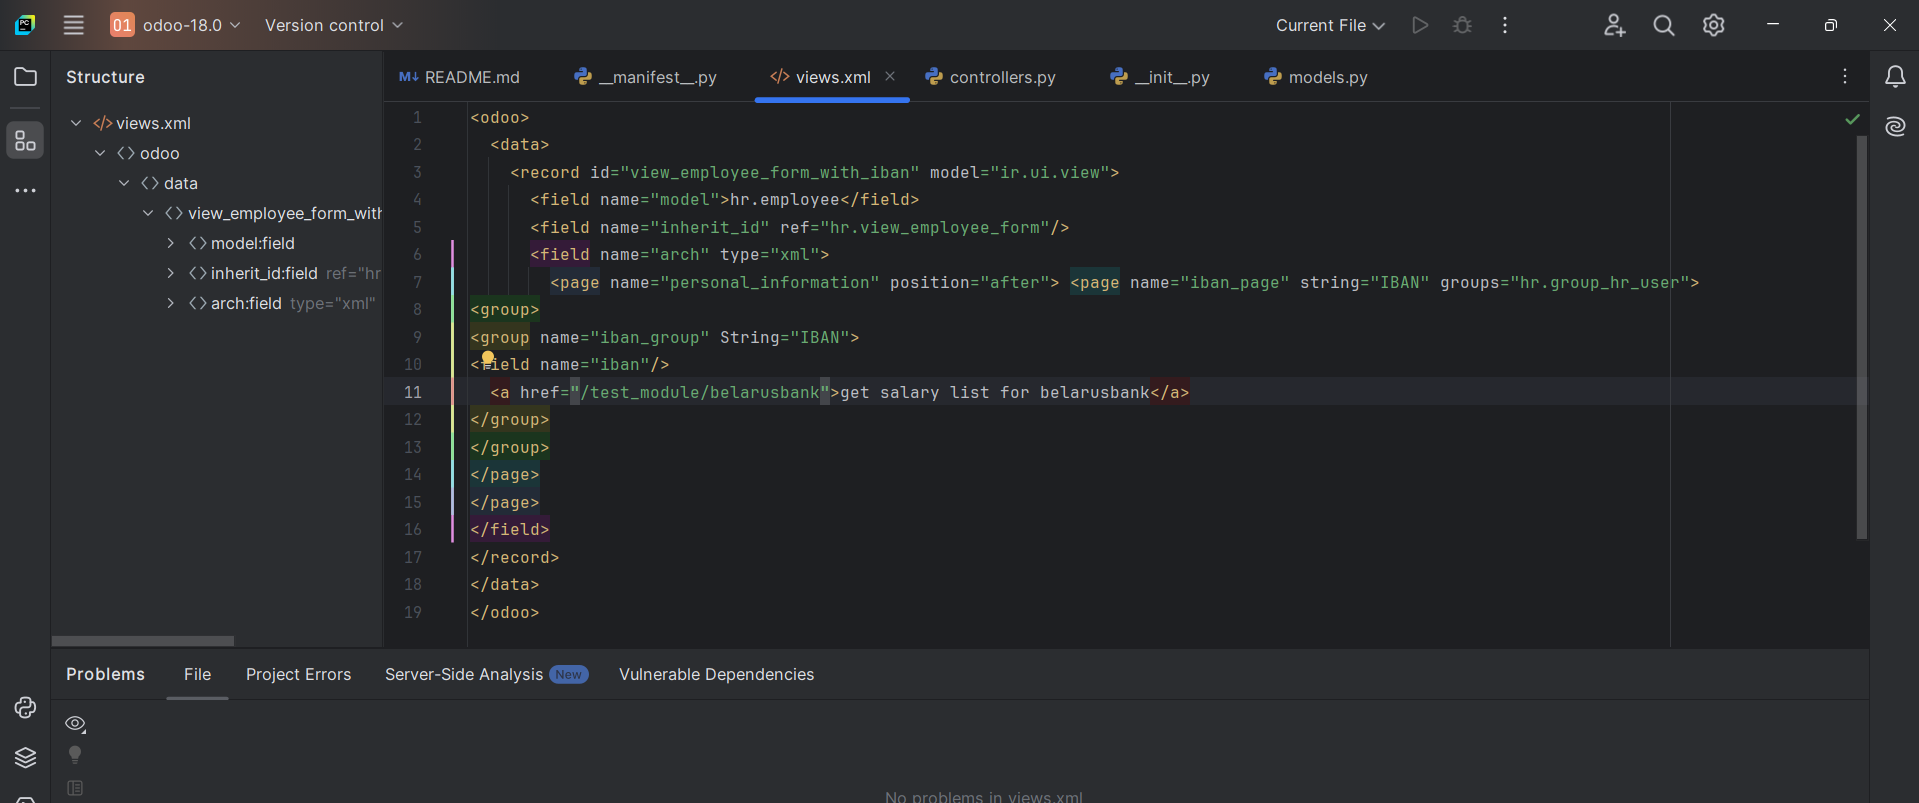 PC
01 odoo-18.0 Version control Current File
Structure
README.md __manifest__.py views.xml controllers.py __init__.py models.py
views.xml
odoo
data
view_employee_form_with
model:field
inherit_id:field ref="hr
arch:field type="xml"
1 <odoo>
2 <data>
3 <record id="view_employee_form_with_iban" model="ir.ui.view">
4 <field name="model">hr.employee</field>
5 <field name="inherit_id" ref="hr.view_employee_form"/>
6 <field name="arch" type="xml">
7 <page name="personal_information" position="after"> <page name="iban_page" string="IBAN" groups="hr.group_hr_user">
8 <group>
9 <group name="iban_group" String="IBAN">
10 <field name="iban"/>
11 <a href="/test_module/belarusbank">get salary list for belarusbank</a>
12 </group>
13 </group>
14 </page>
15 </page>
16 </field>
17 </record>
18 </data>
19 </odoo>
Problems File Project Errors Server-Side Analysis New Vulnerable Dependencies
No problems in views.xml